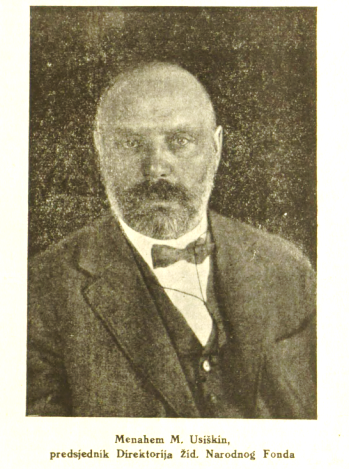 Menahem M. Usiškin,
predsjednik Direktorija Žid. Narodnog Fonda